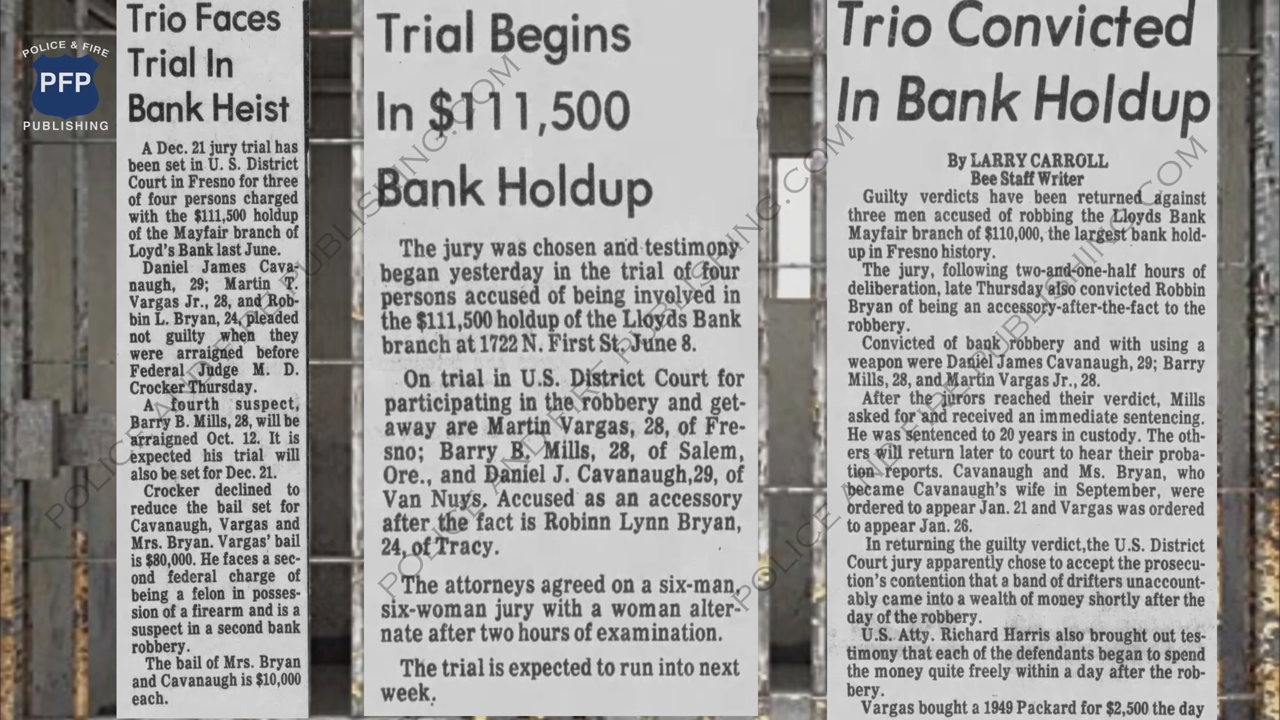 POLICE & FIRE
PFP
PUBLISHING
Trio Faces
Trial In
Bank Heist
A Dec. 21 jury trial has
been set in U. S. District
Court in Fresno for three
of four persons charged
with the $111,500 holdup
of the Mayfair branch of
Loyd's Bank last June.
Daniel James Cava-
naugh, 29; Martin T.
Vargas Jr., 28, and Rob-
bin L. Bryan, 24, pleaded
not guilty when they
were arraigned before
Federal Judge M. D.
Crocker Thursday.
A fourth suspect,
Barry B. Mills, 28, will be
arraigned Oct. 12. It is
expected his trial will
also be set for Dec. 21.
Crocker declined to
reduce the bail set for
Cavanaugh, Vargas and
Mrs. Bryan. Vargas' bail
is $80,000. He faces a sec-
ond federal charge of
being a felon in posses-
sion of a firearm and is a
suspect in a second bank
robbery.
The bail of Mrs. Bryan
and Cavanaugh is $10,000
each.
Trial Begins
In $111,500
Bank Holdup
The jury was chosen and testimony
began yesterday in the trial of four
persons accused of being involved in
the $111,500 holdup of the Lloyds Bank
branch at 1722 N. First St. June 8.
On trial in U.S. District Court for
participating in the robbery and get-
away are Martin Vargas, 28, of Fre-
sno; Barry B. Mills, 28, of Salem,
Ore., and Daniel J. Cavanaugh,29, of
Van Nuys. Accused as an accessory
after the fact is Robinn Lynn Bryan,
24, of Tracy.
The attorneys agreed on a six-man,
six-woman jury with a woman alter-
nate after two hours of examination.
The trial is expected to run into next
week.
Trio Convicted
In Bank Holdup
By LARRY CARROLL
Bee Staff Writer
Guilty verdicts have been returned against
three men accused of robbing the Lloyds Bank
Mayfair branch of $110,000, the largest bank hold-
up in Fresno history.
The jury, following two-and-one-half hours of
deliberation, late Thursday also convicted Robbin
Bryan of being an accessory-after-the-fact to the
robbery.
Convicted of bank robbery and with using a
weapon were Daniel James Cavanaugh, 29; Barry
Mills, 28, and Martin Vargas Jr., 28.
After the jurors reached their verdict, Mills
asked for and received an immediate sentencing.
He was sentenced to 20 years in custody. The oth-
ers will return later to court to hear their proba-
tion reports. Cavanaugh and Ms. Bryan, who
became Cavanaugh's wife in September, were
ordered to appear Jan. 21 and Vargas was ordered
to appear Jan. 26.
In returning the guilty verdict,the U.S. District
Court jury apparently chose to accept the prosecu-
tion's contention that a band of drifters unaccount-
ably came into a wealth of money shortly after the
day of the robbery.
U.S. Atty. Richard Harris also brought out tes-
timony that each of the defendants began to spend
the money quite freely within a day after the rob-
bery.
Vargas bought a 1949 Packard for $2,500 the day
POLICE AND FIRE PUBLISHING.COM
POLICE AND FIRE PUBLISHING.COM
POLICE AND FIRE PUBLISHING.COM